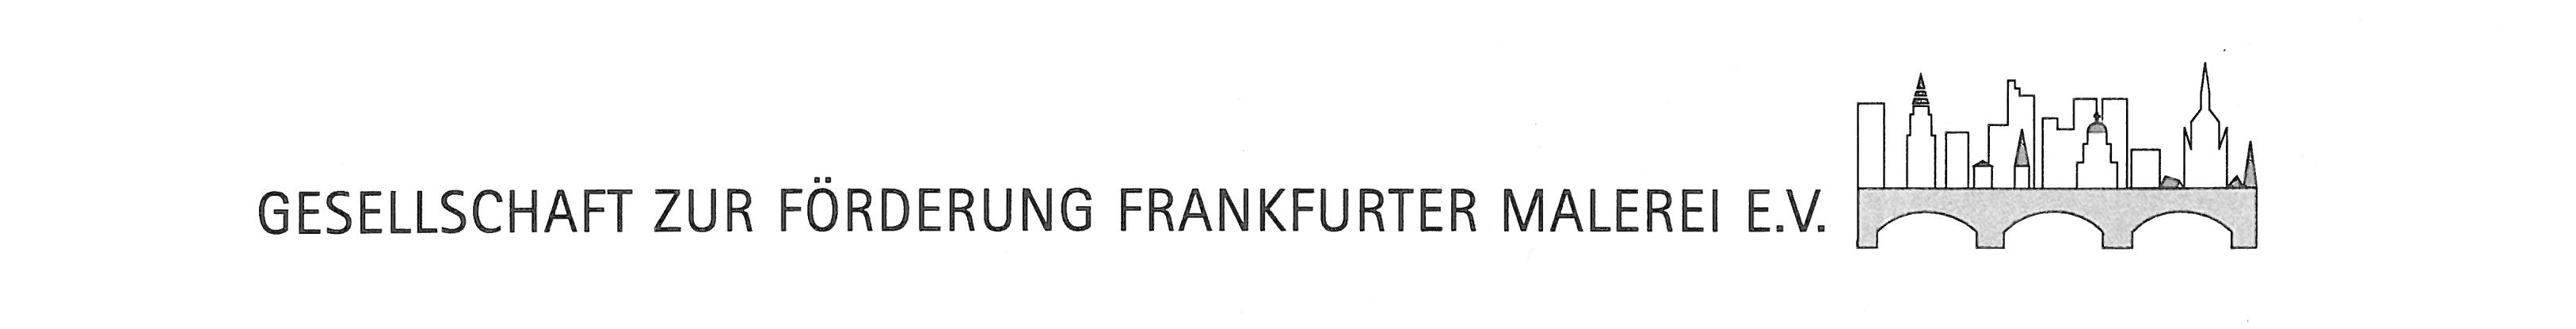 GESELLSCHAFT ZUR FÖRDERUNG FRANKFURTER MALEREI E.V.